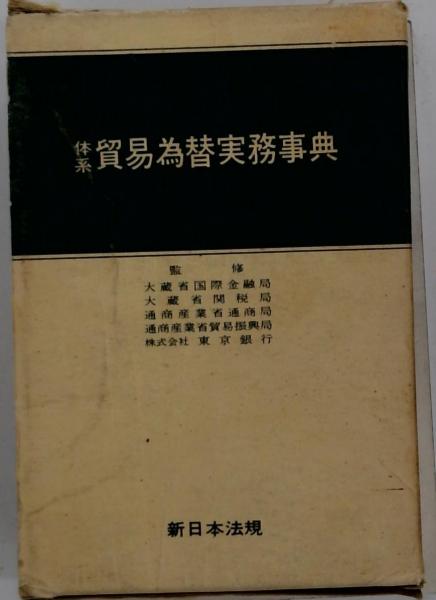 体系 貿易為替実務事典
監修
大蔵省国際金融局
大蔵省関税局
通商産業省通商局
通商産業省貿易振興局
株式会社 東京銀行
新日本法規